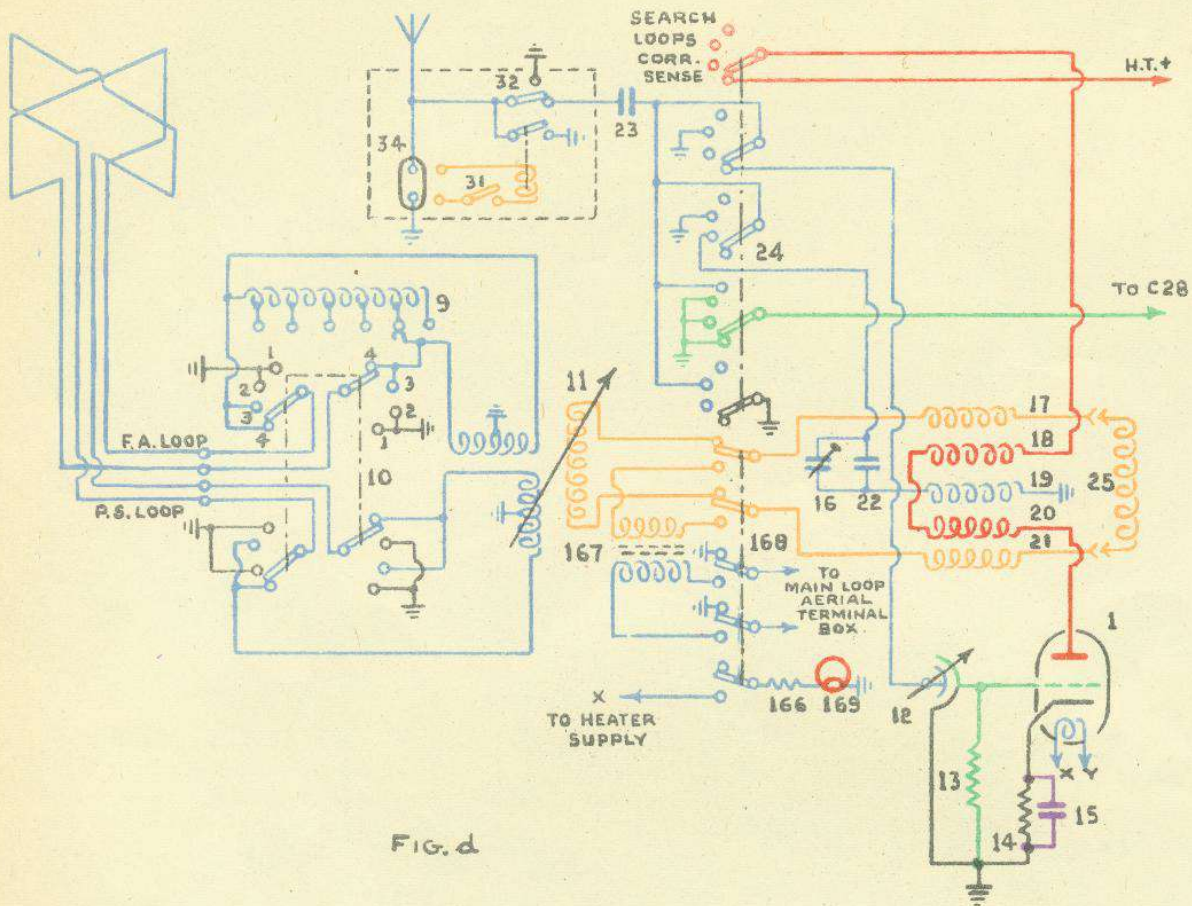 SEARCH
LOOPS
CORR.
SENSE
H.T.+
32
23
34
31
24
TO C28
9
1
2
3
4
4
3
2
1
11
F.A. LOOP
10
P.S. LOOP
17
18
19
20
21
25
16
22
167
168
TO
MAIN LOOP
AERIAL
TERMINAL
BOX
1
X
TO HEATER
SUPPLY
166
169
12
X Y
13
14
15
FIG. d